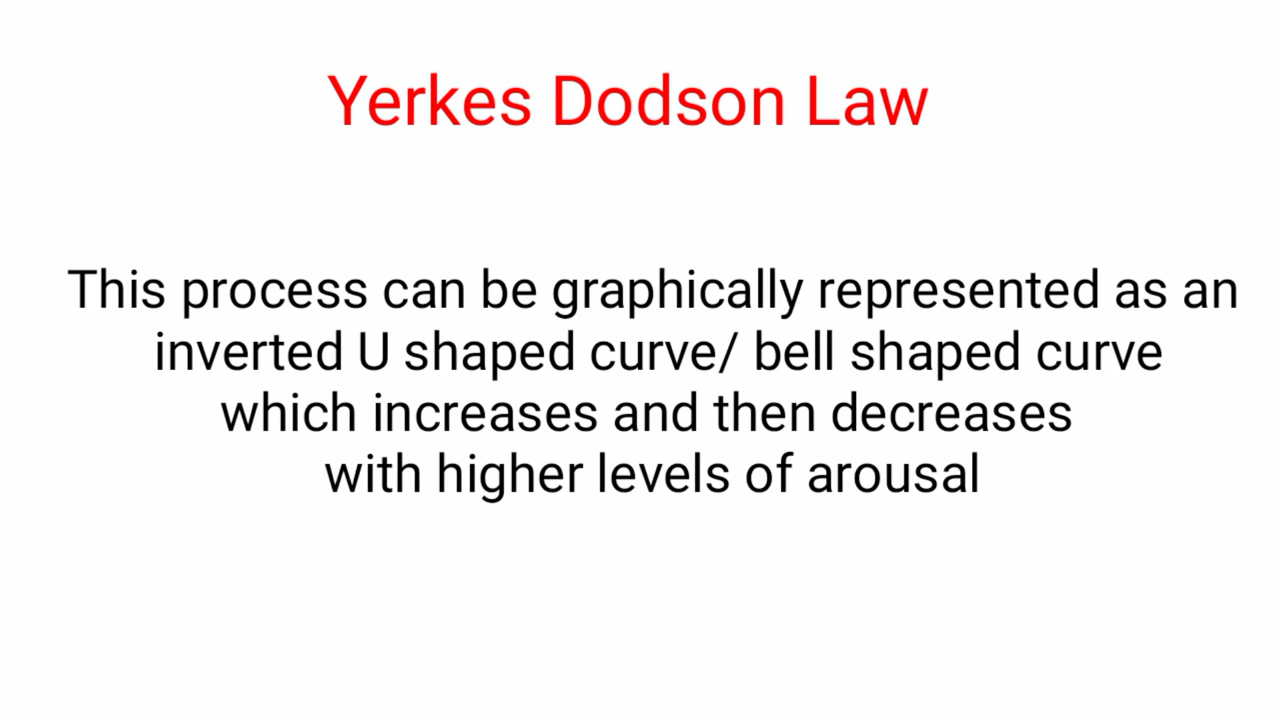 Yerkes Dodson Law
This process can be graphically represented as an
inverted U shaped curve/ bell shaped curve
which increases and then decreases
with higher levels of arousal